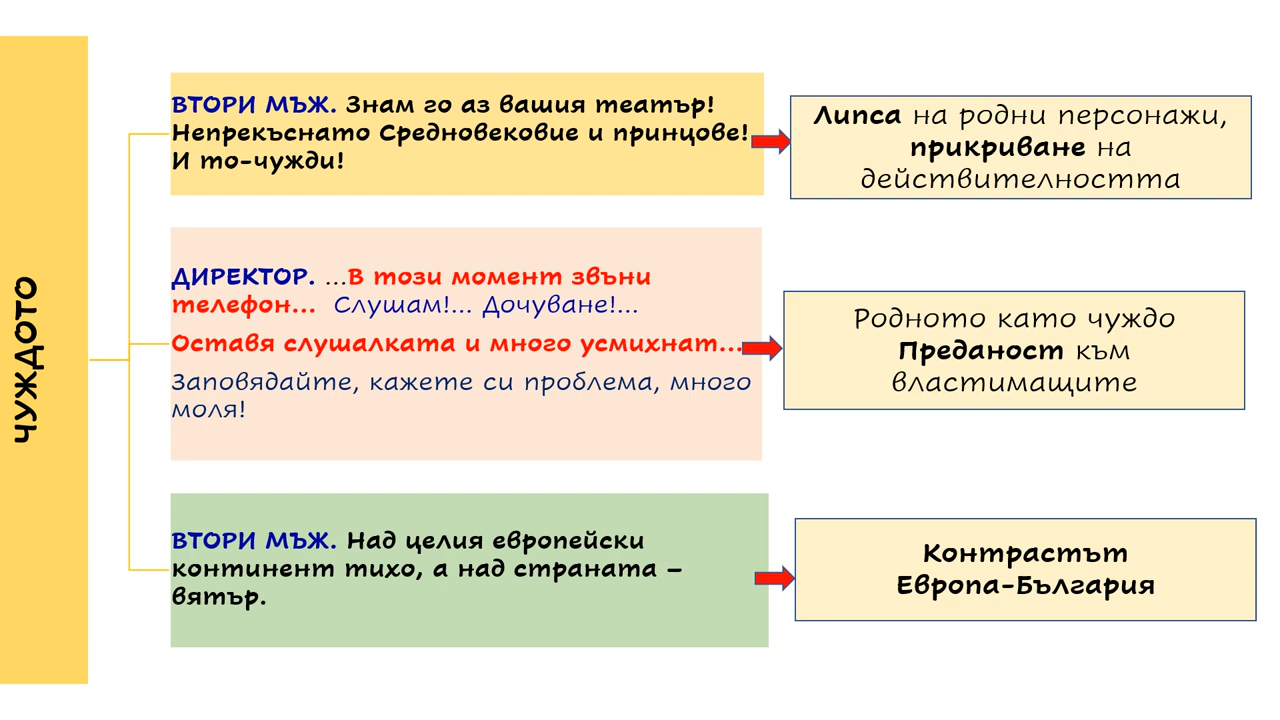 ЧУЖДОТО
ВТОРИ МЪЖ. Знам го аз вашия театър!
Непрекъснато Средновековие и принцове!
И то-чужди!
Липса на родни персонажи,
прикриване на
действителността
ДИРЕКТОР. ...В този момент звъни
телефон... Слушам!... Дочуване!...
Оставя слушалката и много усмихнат...
Заповядайте, кажете си проблема, много
моля!
Родното като чуждо
Преданост към
властимащите
ВТОРИ МЪЖ. Над целия европейски
континент тихо, а над страната –
вятър.
Контрастът
Европа-България